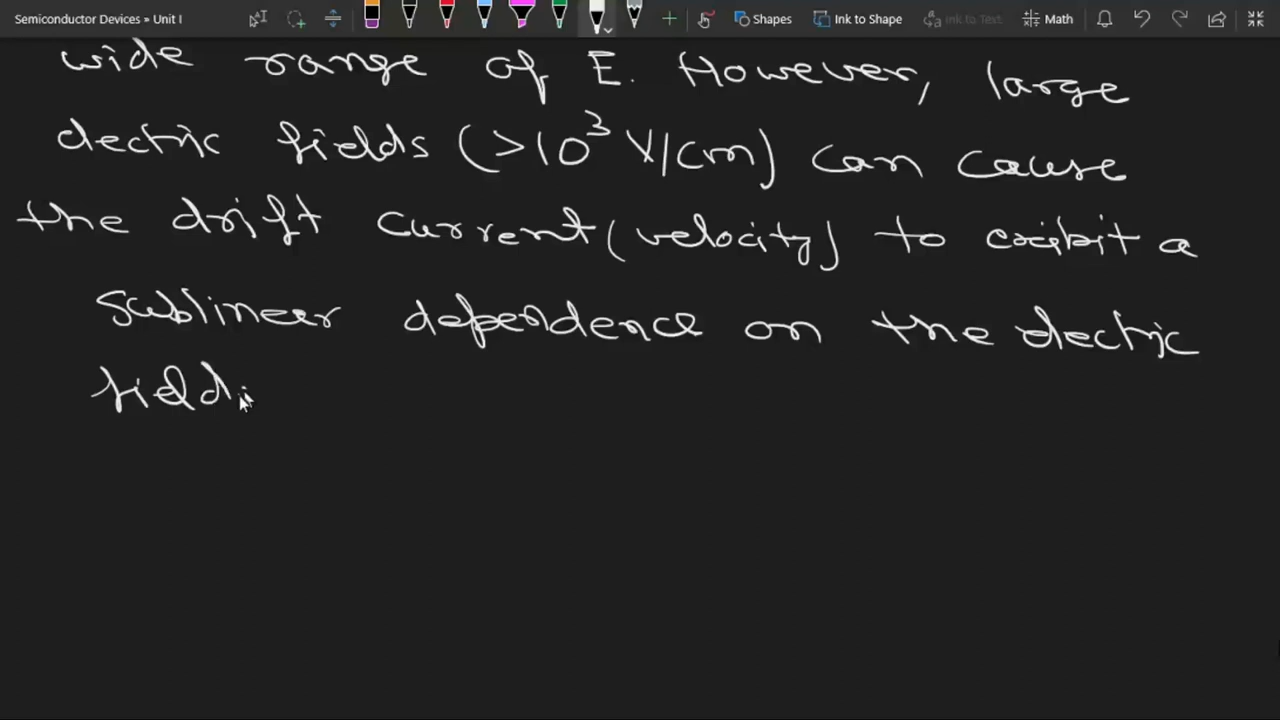 Semiconductor Devices » Unit I
Shapes
Ink to Shape
Ink to Text
Math
wide range of E. However, large
electric fields (>10³ V/cm) can cause
the drift current (velocity) to exibit a
sublinear dependence on the electric
field.